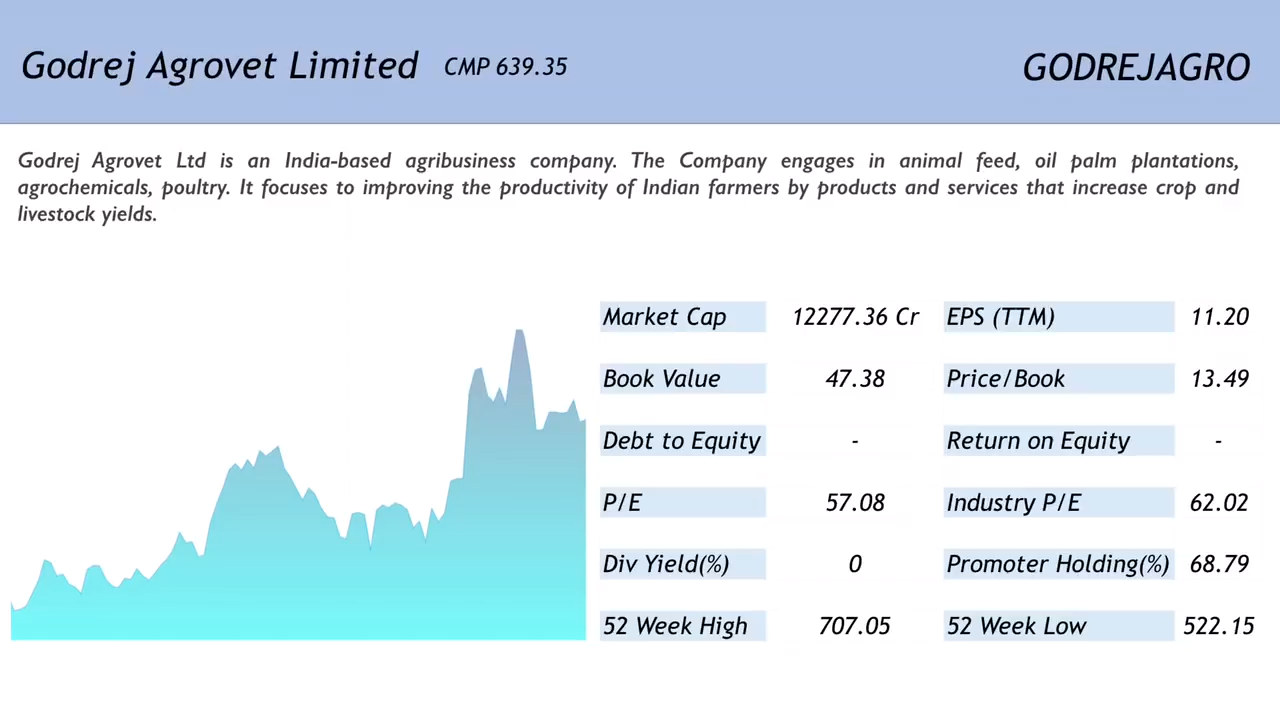 Godrej Agrovet Limited CMP 639.35 GODREJAGRO
Godrej Agrovet Ltd is an India-based agribusiness company. The Company engages in animal feed, oil palm plantations,
agrochemicals, poultry. It focuses to improving the productivity of Indian farmers by products and services that increase crop and
livestock yields.
Market Cap 12277.36 Cr EPS (TTM) 11.20
Book Value 47.38 Price/Book 13.49
Debt to Equity - Return on Equity -
P/E 57.08 Industry P/E 62.02
Div Yield(%) 0 Promoter Holding(%) 68.79
52 Week High 707.05 52 Week Low 522.15